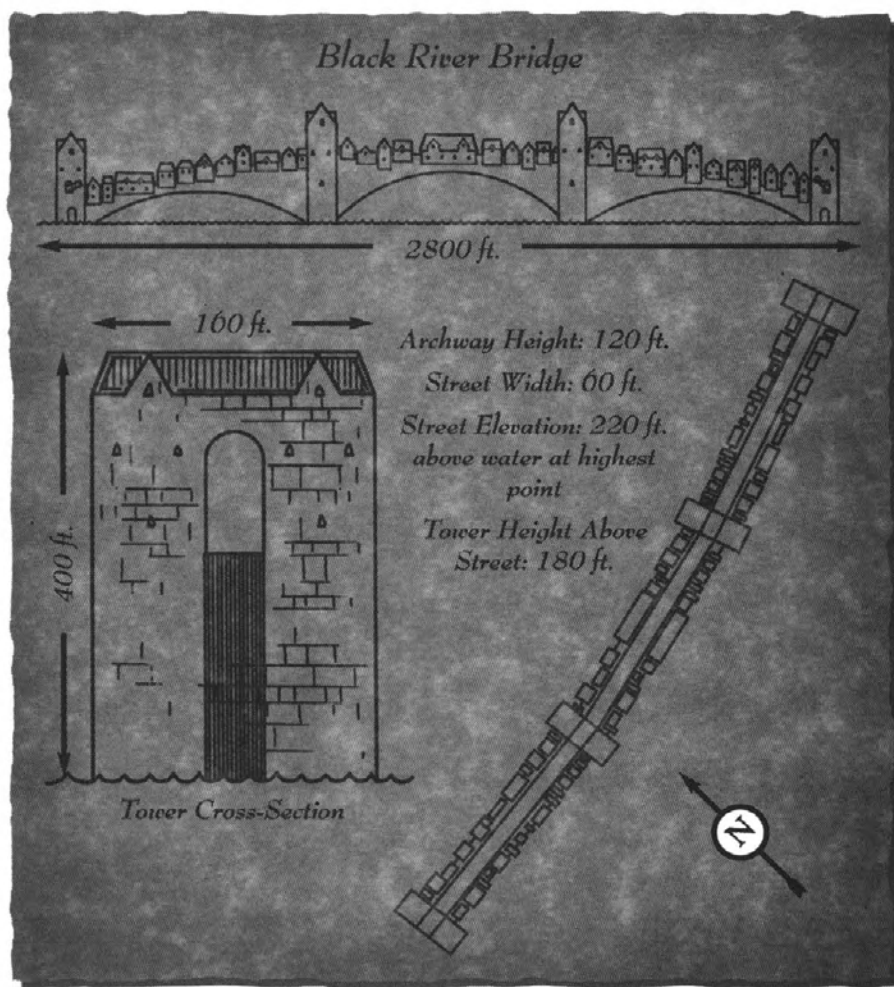 Black River Bridge
2800 ft.
160 ft.
400 ft.
Archway Height: 120 ft.
Street Width: 60 ft.
Street Elevation: 220 ft.
above water at highest
point
Tower Height Above
Street: 180 ft.
Tower Cross-Section
N